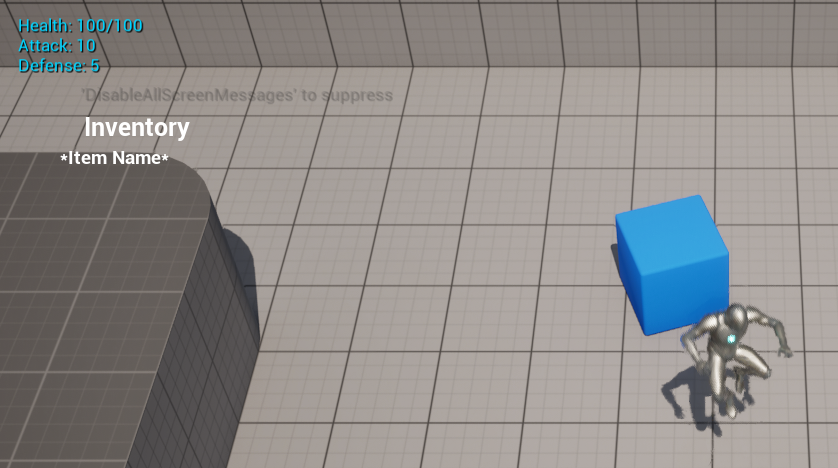 Health: 100/100
Attack: 10
Defense: 5
'DisableAllScreenMessages' to suppress
Inventory
*Item Name*